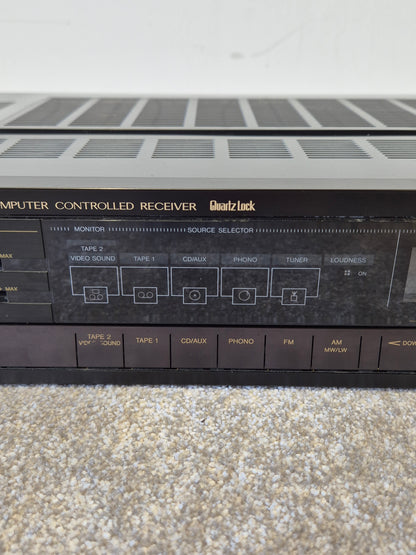 MPUTER CONTROLLED RECEIVER Quartz Lock
MONITOR SOURCE SELECTOR
TAPE 2
VIDEO SOUND TAPE 1 CD/AUX PHONO TUNER LOUDNESS
MAX
ON
MAX
TAPE 2
VIDEO SOUND TAPE 1 CD/AUX PHONO FM AM
MW/LW
DOW